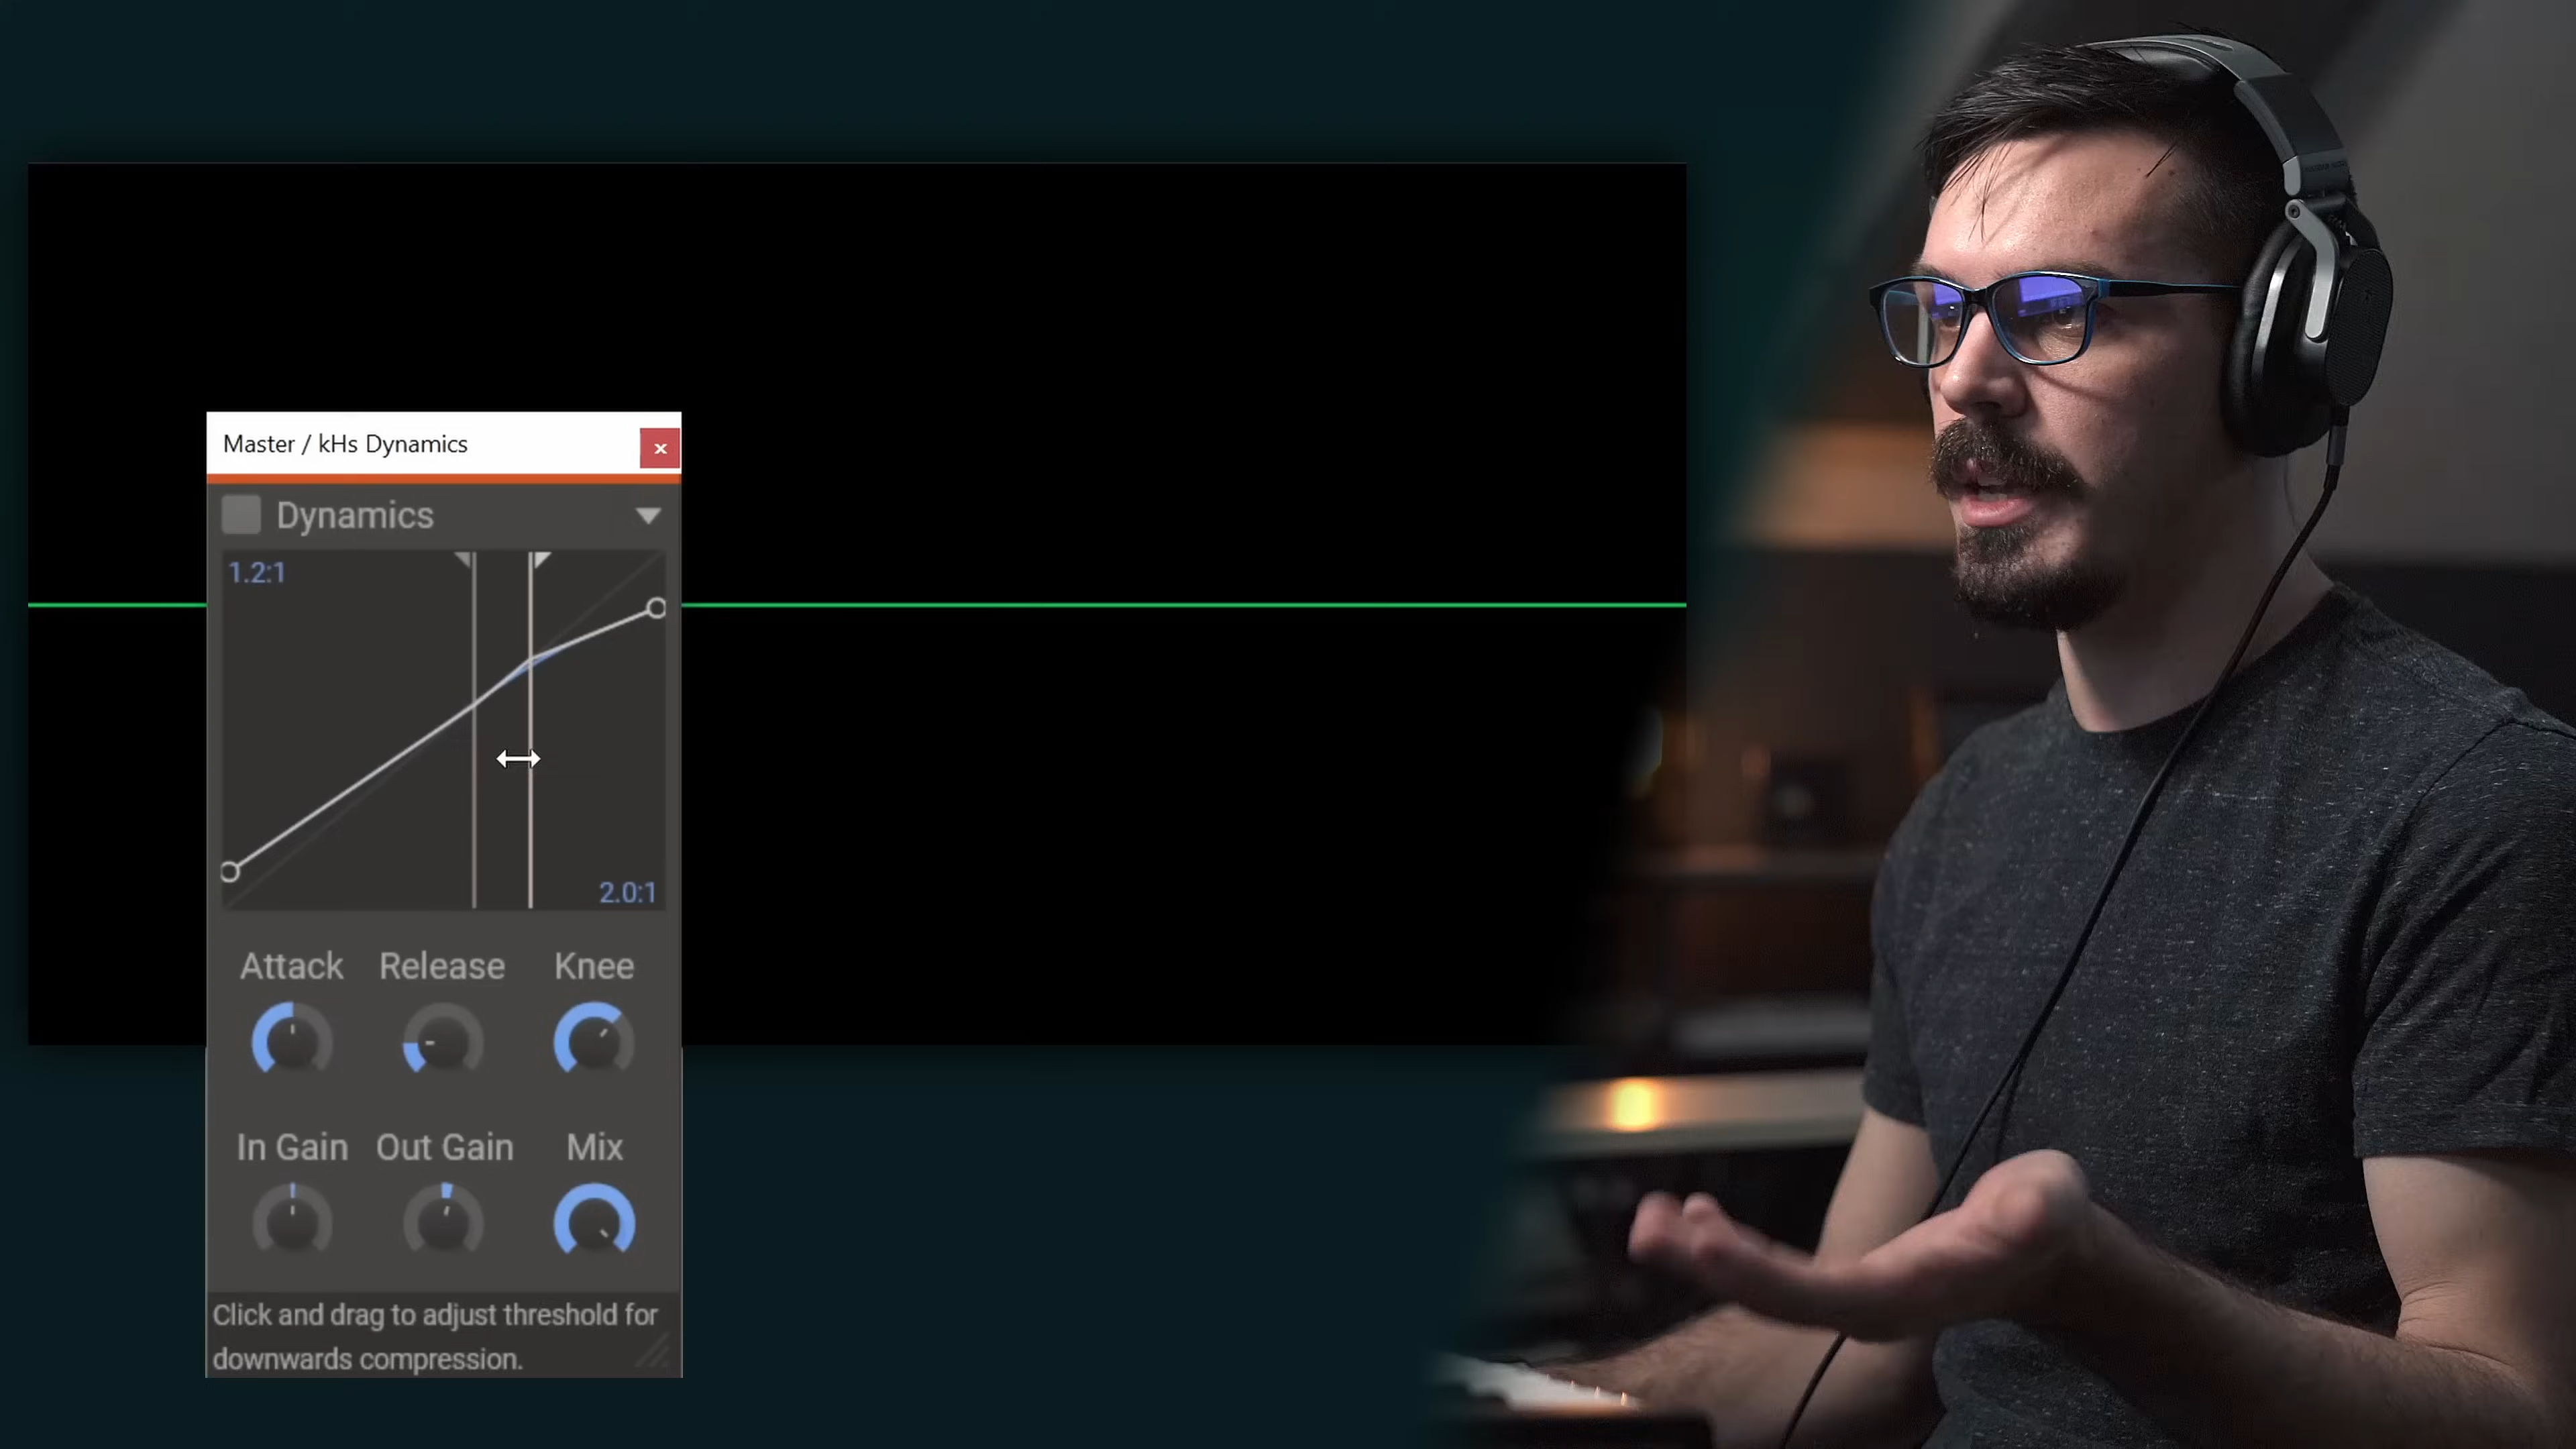 Master / kHs Dynamics
x
Dynamics
1.2:1
2.0:1
Attack Release Knee
In Gain Out Gain Mix
Click and drag to adjust threshold for
downwards compression.